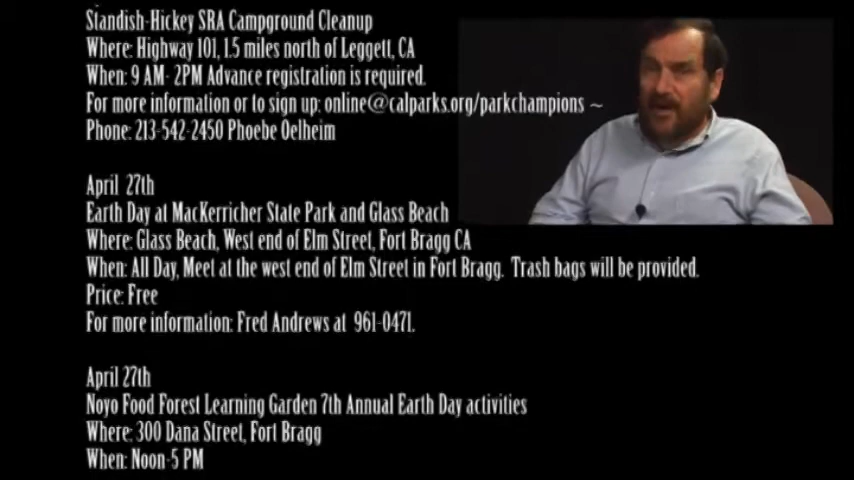 Standish-Hickey SRA Campground Cleanup
Where: Highway 101, 1.5 miles north of Leggett, CA
When: 9 AM- 2PM Advance registration is required.
For more information or to sign up: online@calparks.org/parkchampions ~
Phone: 213-542-2450 Phoebe Oelheim
April 27th
Earth Day at MacKerricher State Park and Glass Beach
Where: Glass Beach, West end of Elm Street, Fort Bragg CA
When: All Day, Meet at the west end of Elm Street in Fort Bragg. Trash bags will be provided.
Price: Free
For more information: Fred Andrews at 961-0471.
April 27th
Noyo Food Forest Learning Garden 7th Annual Earth Day activities
Where: 300 Dana Street, Fort Bragg
When: Noon-5 PM